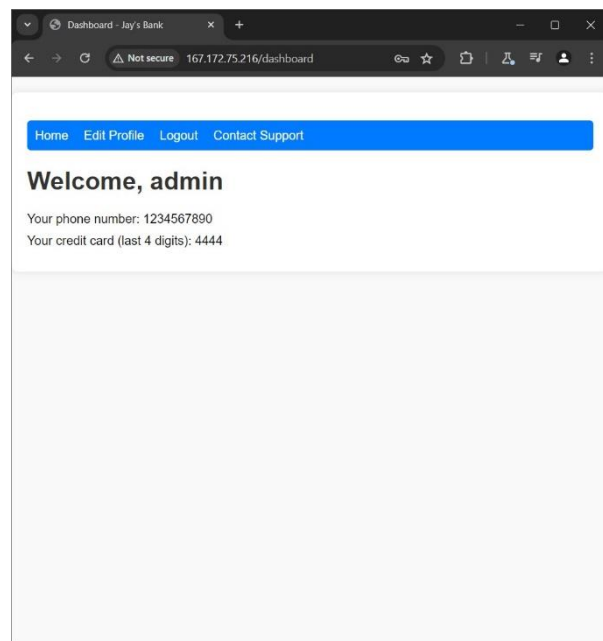 Dashboard - Jay's Bank
Not secure 167.172.75.216/dashboard
Home Edit Profile Logout Contact Support
Welcome, admin
Your phone number: 1234567890
Your credit card (last 4 digits): 4444